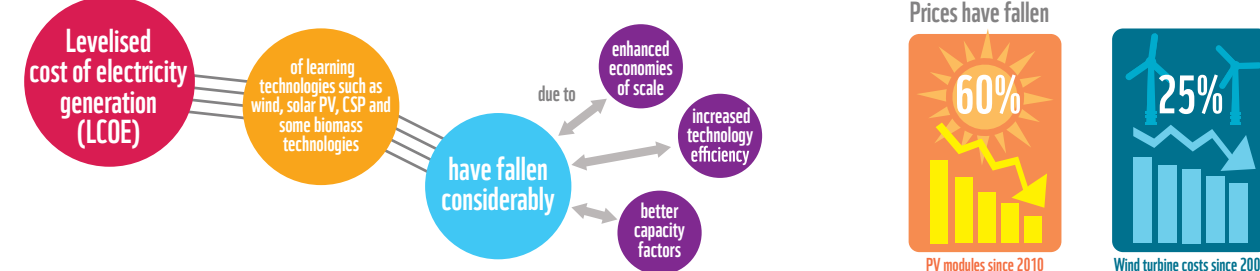 Levelised
cost of electricity
generation
(LCOE)
of learning
technologies such as
wind, solar PV, CSP and
some biomass
technologies
have fallen
considerably
due to
enhanced
economies
of scale
increased
technology
efficiency
better
capacity
factors
Prices have fallen
60%
PV modules since 2010
25%
Wind turbine costs since